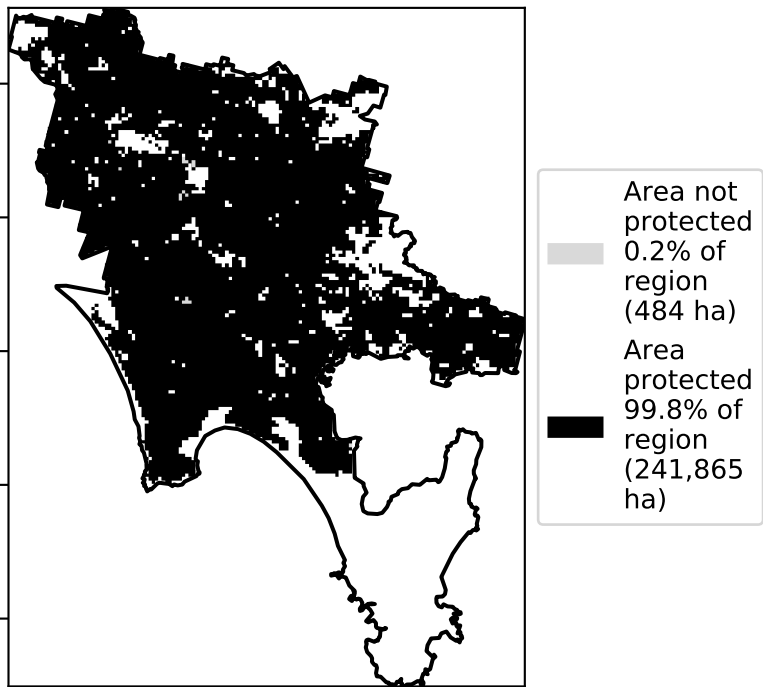 Area not
protected
0.2% of
region
(484 ha)
Area
protected
99.8% of
region
(241,865
ha)